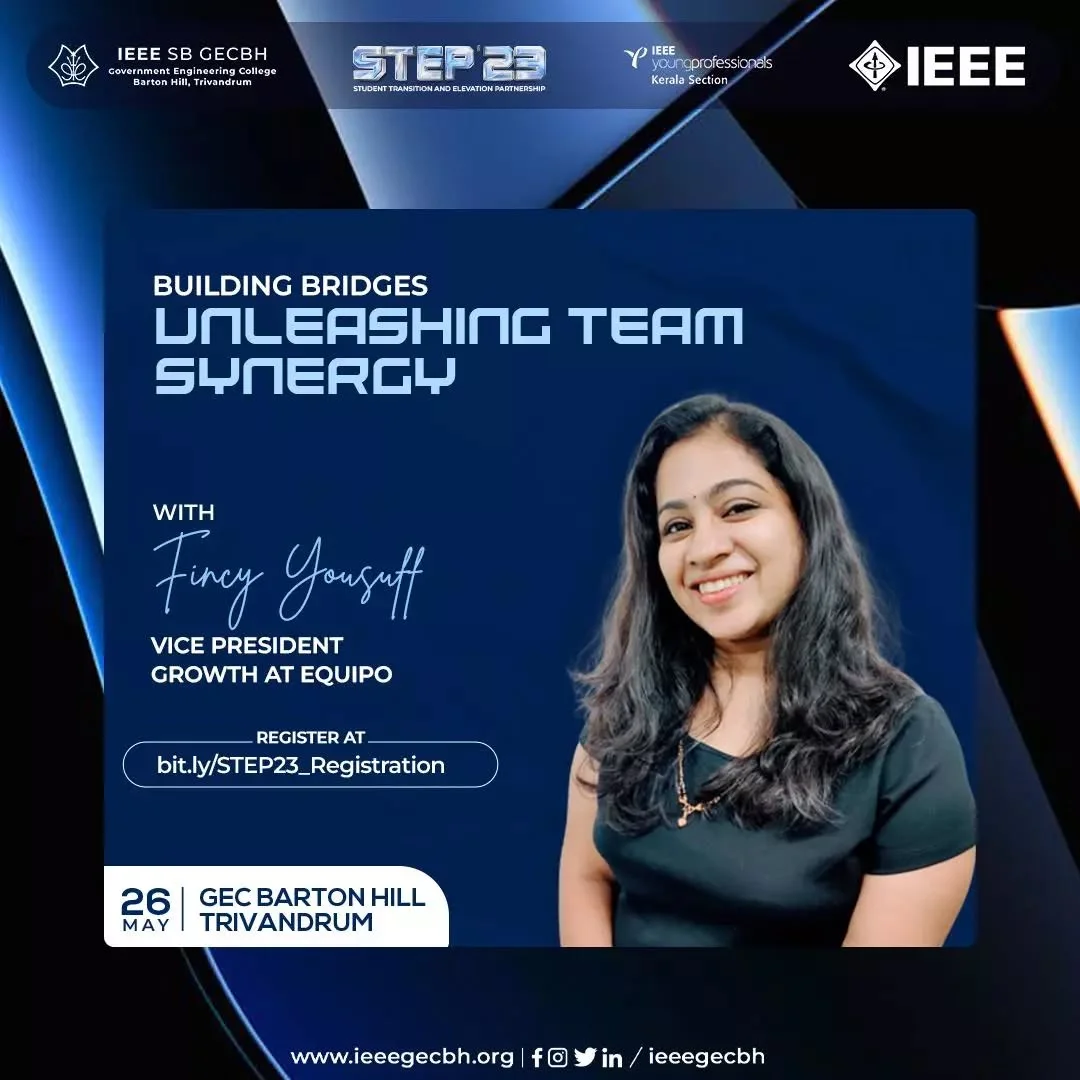 IEEE SB GECBH
Government Engineering College
Barton Hill, Trivandrum
STEP'23
STUDENT TRANSITION AND ELEVATION PARTNERSHIP
IEEE
youngprofessionals
Kerala Section
IEEE
BUILDING BRIDGES
UNLEASHING TEAM
SYNERGY
WITH
Fincy Yousuff
VICE PRESIDENT
GROWTH AT EQUIPO
REGISTER AT
bit.ly/STEP23_Registration
26
MAY
GEC BARTON HILL
TRIVANDRUM
www.ieeegecbh.org | / ieeegecbh